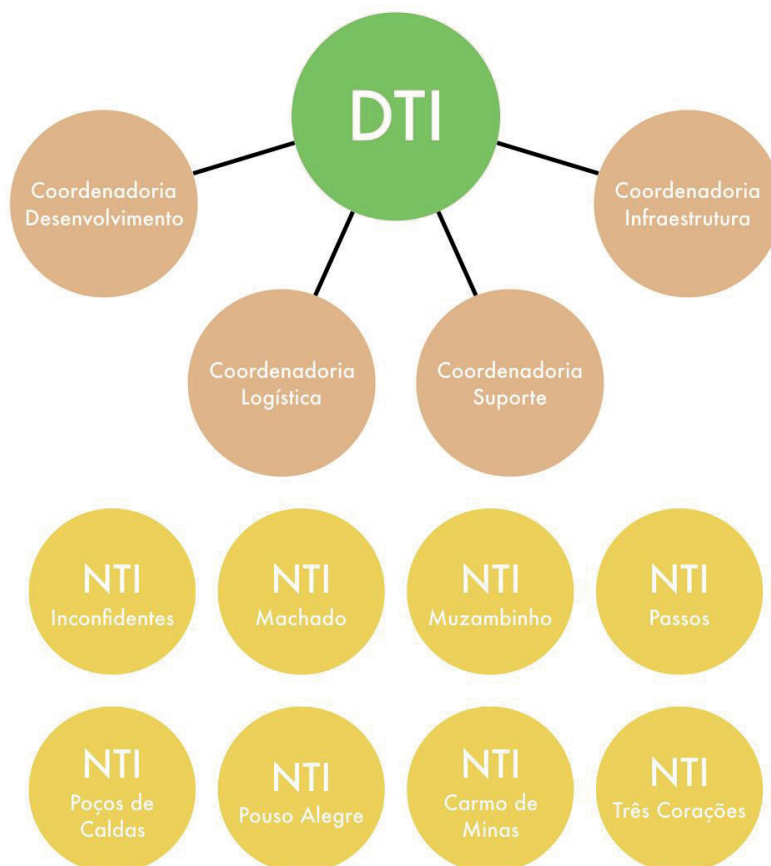 DTI
Coordenadoria
Desenvolvimento
Coordenadoria
Infraestrutura
Coordenadoria
Logística
Coordenadoria
Suporte
NTI
Inconfidentes
NTI
Machado
NTI
Muzambinho
NTI
Passos
NTI
Poços de
Caldas
NTI
Pouso Alegre
NTI
Carmo de
Minas
NTI
Três Corações